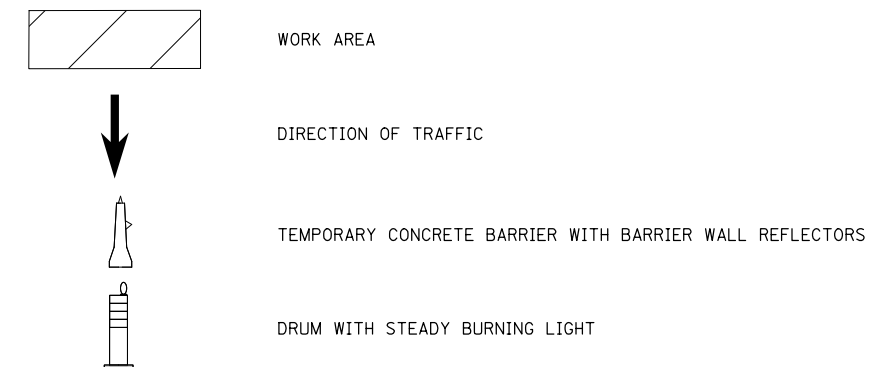 WORK AREA
DIRECTION OF TRAFFIC
TEMPORARY CONCRETE BARRIER WITH BARRIER WALL REFLECTORS
DRUM WITH STEADY BURNING LIGHT